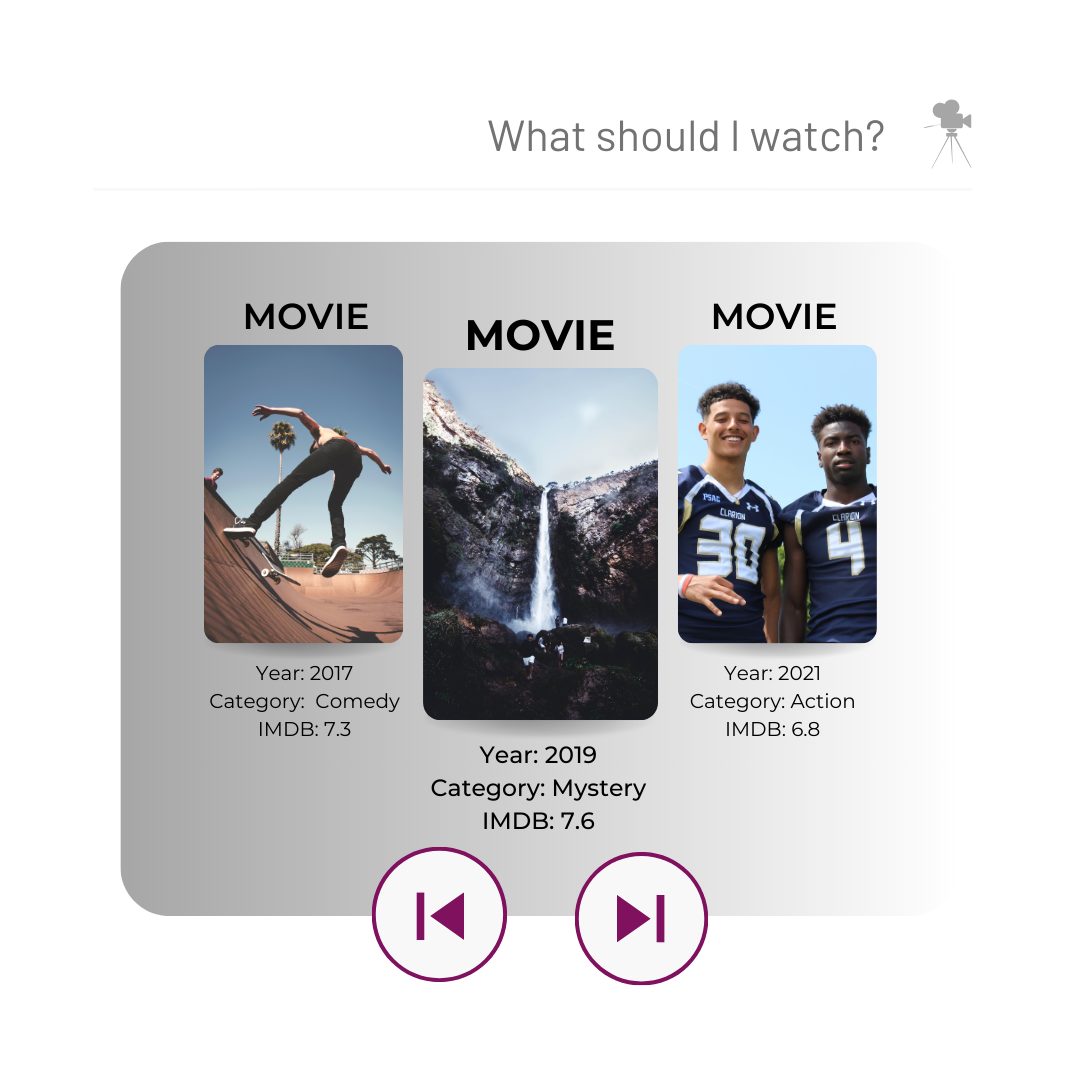 What should I watch?
MOVIE
Year: 2017
Category:  Comedy
IMDB: 7.3
MOVIE
Year: 2019
Category: Mystery
IMDB: 7.6
MOVIE
PSAC
CLARION
30
CLARION
4
Year: 2021
Category: Action
IMDB: 6.8